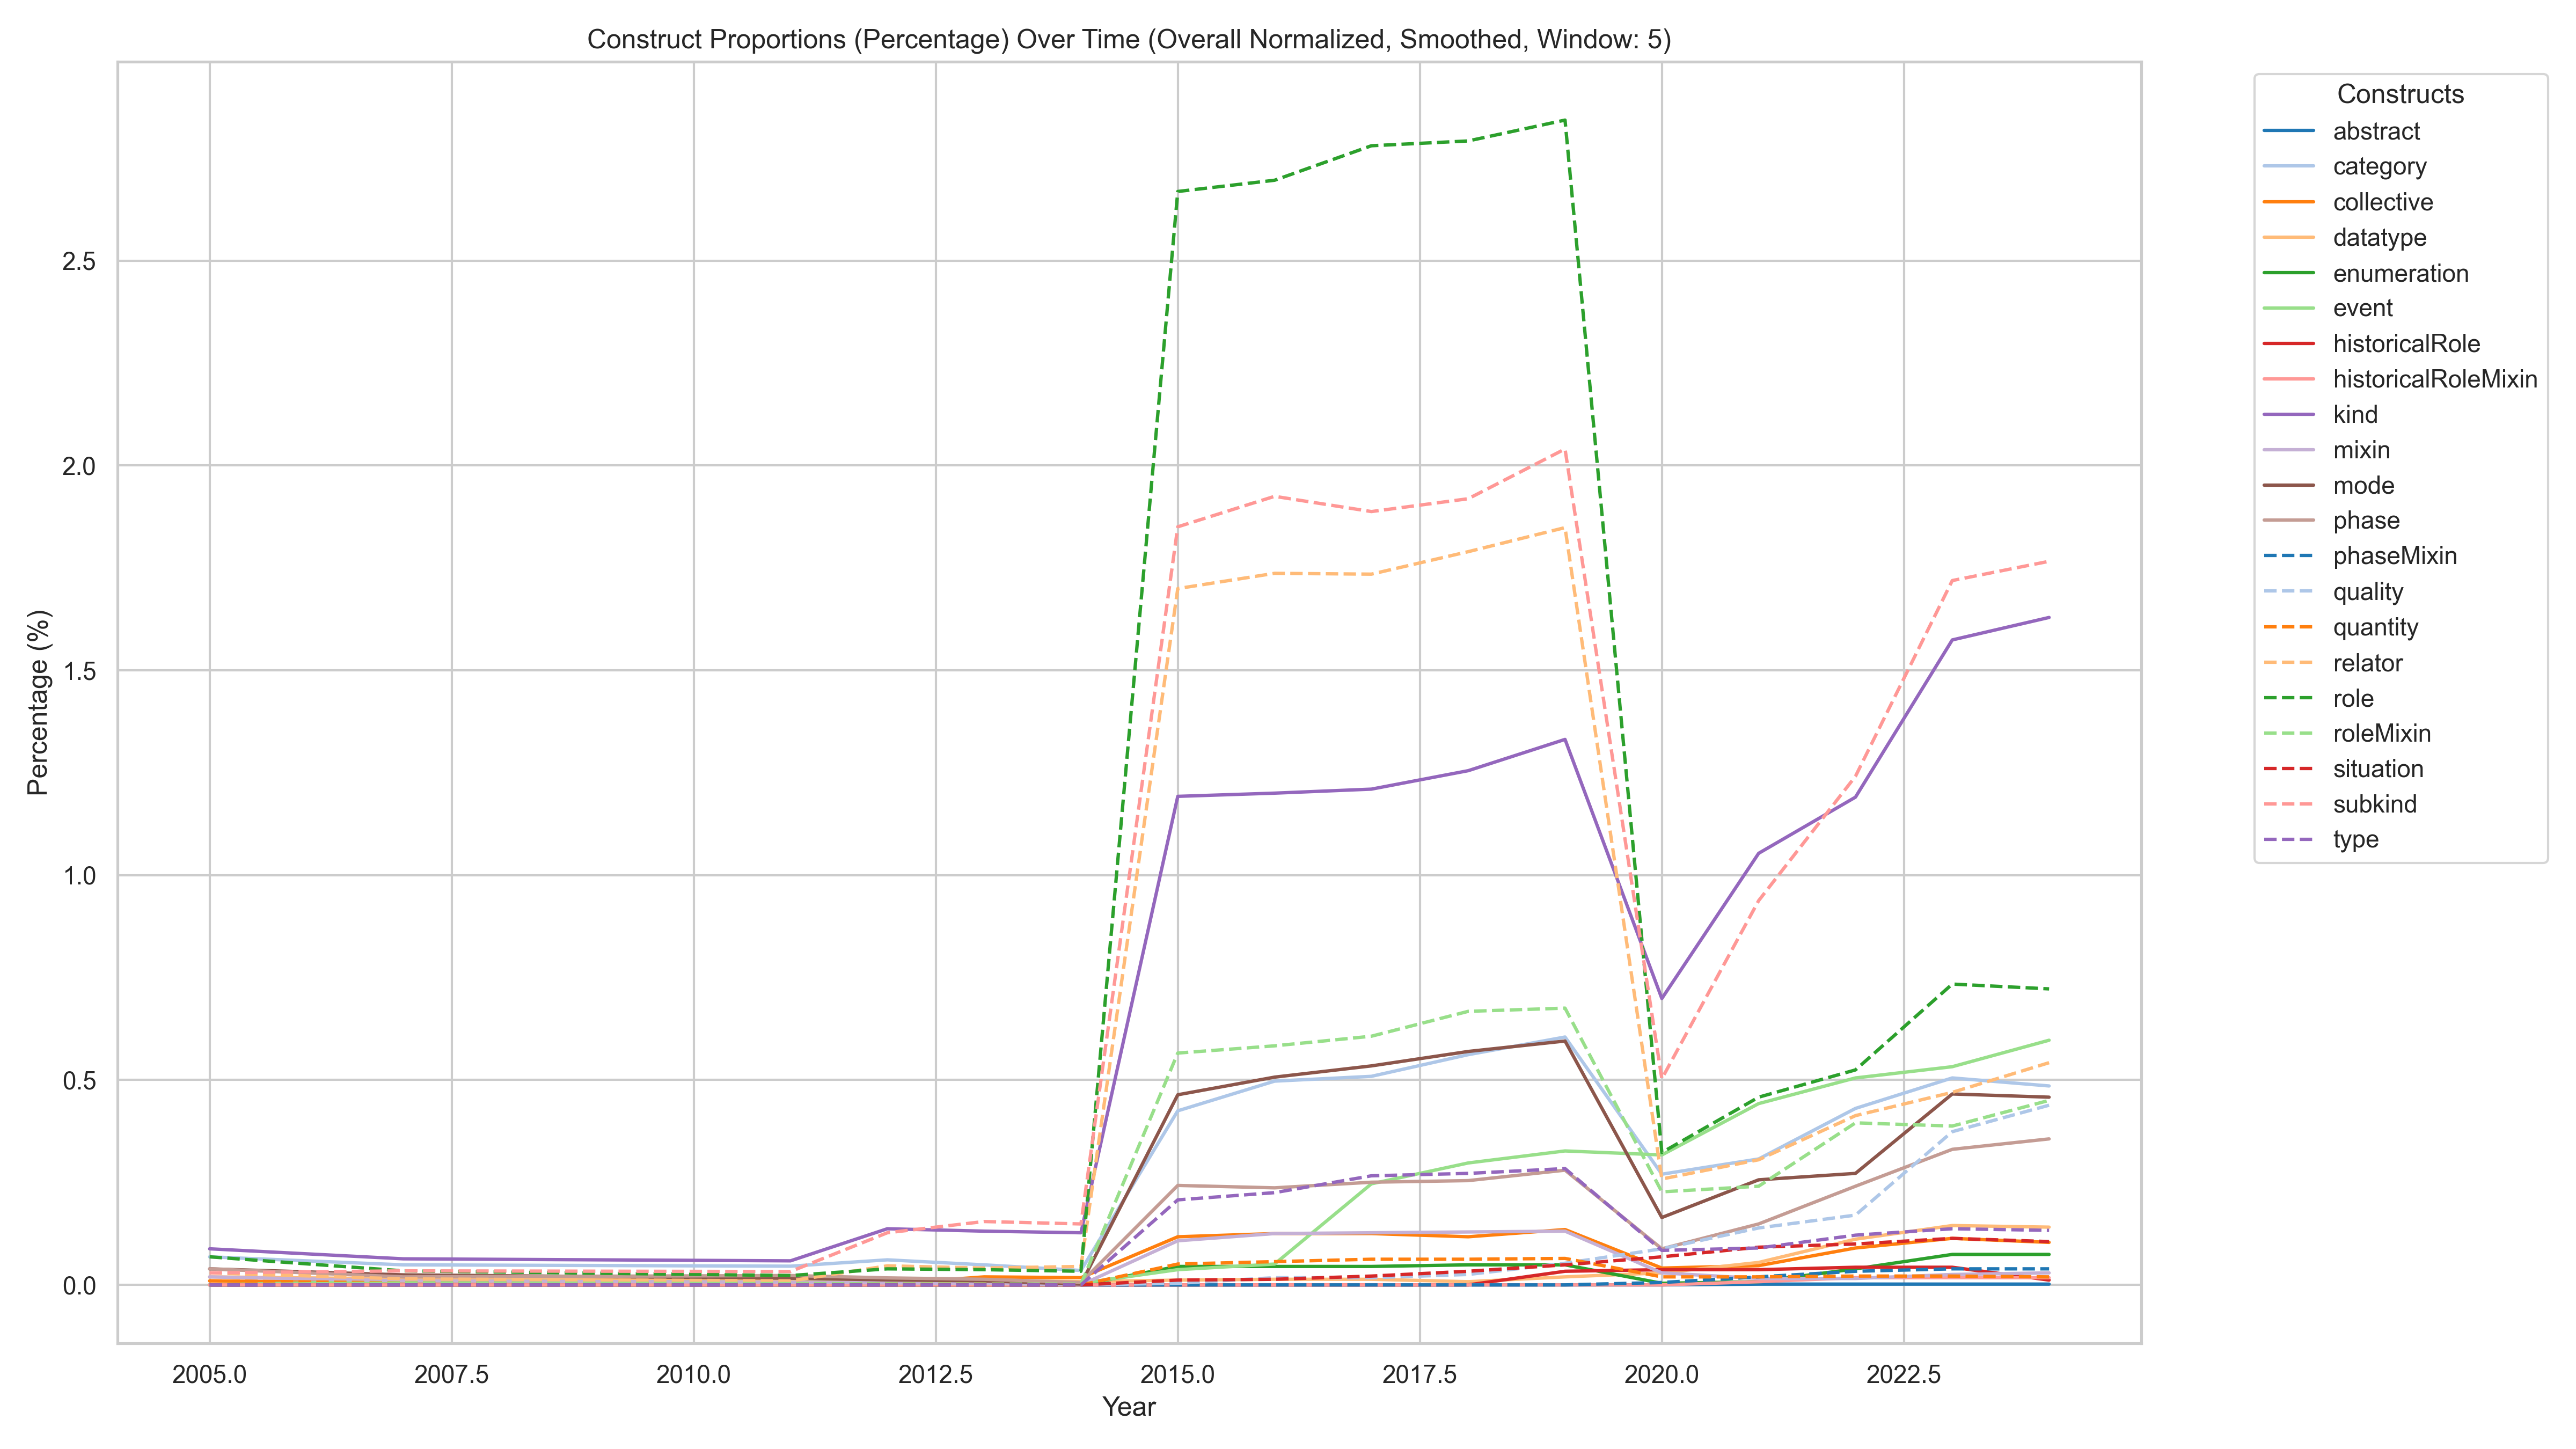 Construct Proportions (Percentage) Over Time (Overall Normalized, Smoothed, Window: 5)
Percentage (%)
2.5
2.0
1.5
1.0
0.5
0.0
2005.0 2007.5 2010.0 2012.5 2015.0 2017.5 2020.0 2022.5
Year
Constructs
abstract
category
collective
datatype
enumeration
event
historicalRole
historicalRoleMixin
kind
mixin
mode
phase
phaseMixin
quality
quantity
relator
role
roleMixin
situation
subkind
type